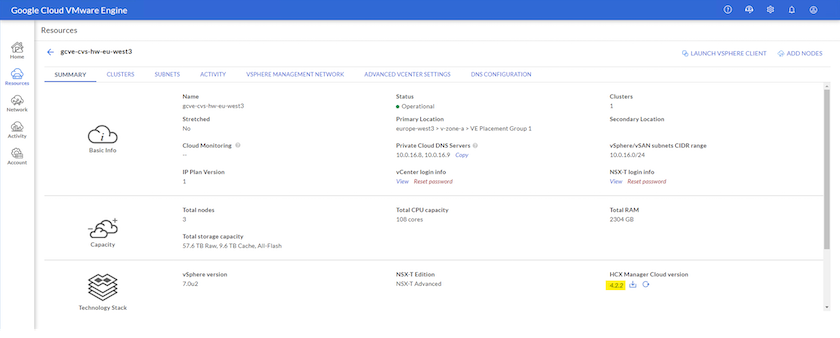 Google Cloud VMware Engine
Resources
gcve-cvs-hw-eu-west3
LAUNCH VSPHERE CLIENT
ADD NODES
SUMMARY
CLUSTERS
SUBNETS
ACTIVITY
VSPHERE MANAGEMENT NETWORK
ADVANCED VCENTER SETTINGS
DNS CONFIGURATION
Home
Resources
Network
Activity
Account
Basic Info
Name
gcve-cvs-hw-eu-west3
Status
Operational
Clusters
1
Stretched
No
Primary Location
europe-west3 > v-zone-a > VE Placement Group 1
Secondary Location
Cloud Monitoring
--
Private Cloud DNS Servers
10.0.16.8, 10.0.16.9 Copy
vSphere/vSAN subnets CIDR range
10.0.16.0/24
IP Plan Version
1
vCenter login info
View Reset password
NSX-T login info
View Reset password
Capacity
Total nodes
3
Total CPU capacity
108 cores
Total RAM
2304 GB
Total storage capacity
57.6 TB Raw, 9.6 TB Cache, All-Flash
Technology Stack
vSphere version
7.0u2
NSX-T Edition
NSX-T Advanced
HCX Manager Cloud version
4.2.2